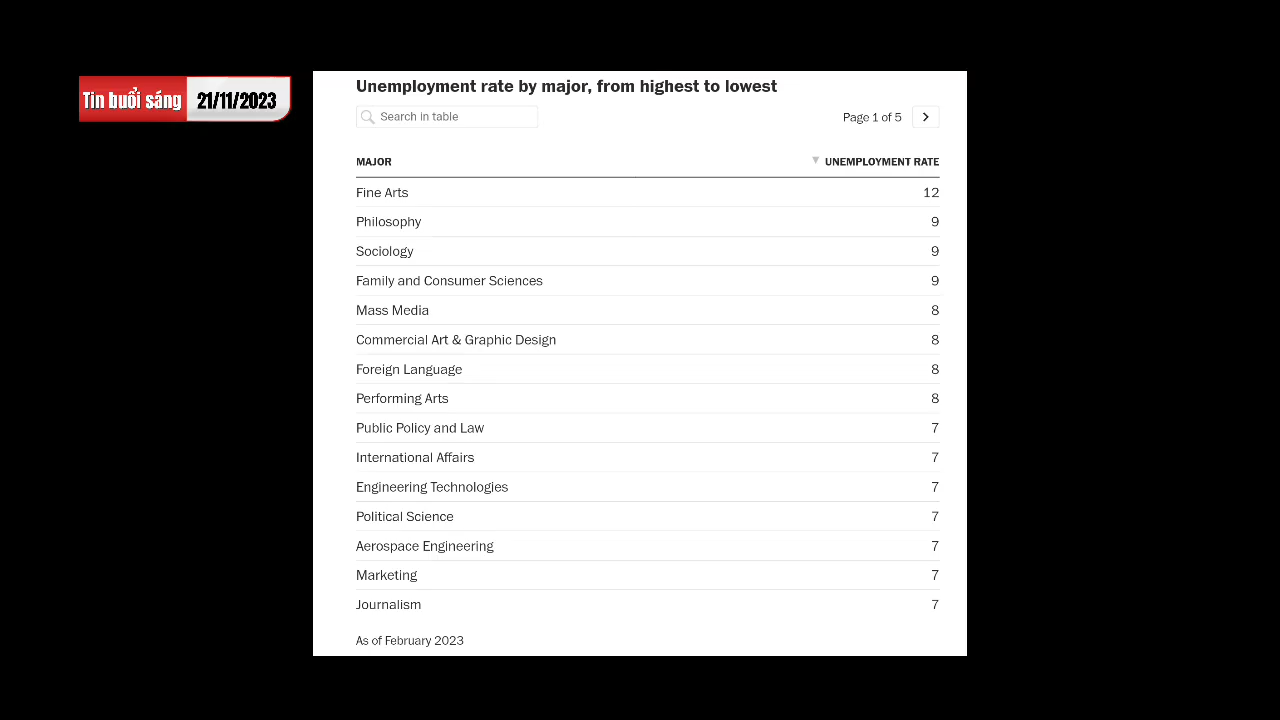 Tin buổi sáng 21/11/2023
Unemployment rate by major, from highest to lowest
Search in table Page 1 of 5
MAJOR UNEMPLOYMENT RATE
Fine Arts 12
Philosophy 9
Sociology 9
Family and Consumer Sciences 9
Mass Media 8
Commercial Art & Graphic Design 8
Foreign Language 8
Performing Arts 8
Public Policy and Law 7
International Affairs 7
Engineering Technologies 7
Political Science 7
Aerospace Engineering 7
Marketing 7
Journalism 7
As of February 2023